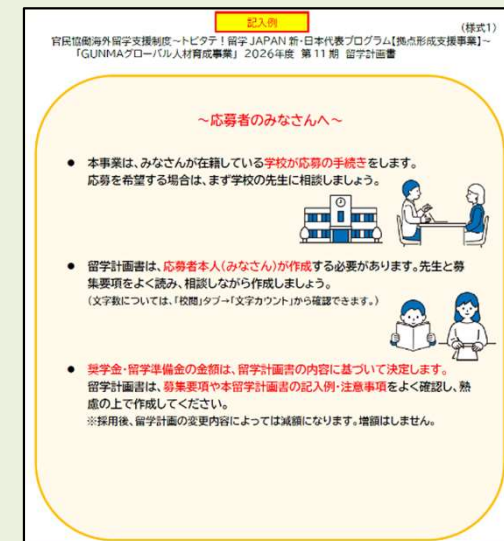 記入例
(様式1)
官民協働海外留学支援制度~トビタテ!留学JAPAN 新・日本代表プログラム【拠点形成支援事業】~
「GUNMAグローバル人材育成事業」 2026年度 第11期 留学計画書
~応募者のみなさんへ~
● 本事業は、みなさんが在籍している学校が応募の手続きをします。
応募を希望する場合は、まず学校の先生に相談しましょう。
● 留学計画書は、応募者本人(みなさん)が作成する必要があります。先生と募
集要項をよく読み、相談しながら作成しましょう。
(文字数については、「校閲」タブ→「文字カウント」から確認できます。)
● 奨学金・留学準備金の金額は、留学計画書の内容に基づいて決定します。
留学計画書は、募集要項や本留学計画書の記入例・注意事項をよく確認し、熟
慮の上で作成してください。
※採用後、留学計画の変更内容によっては減額になります。増額はしません。